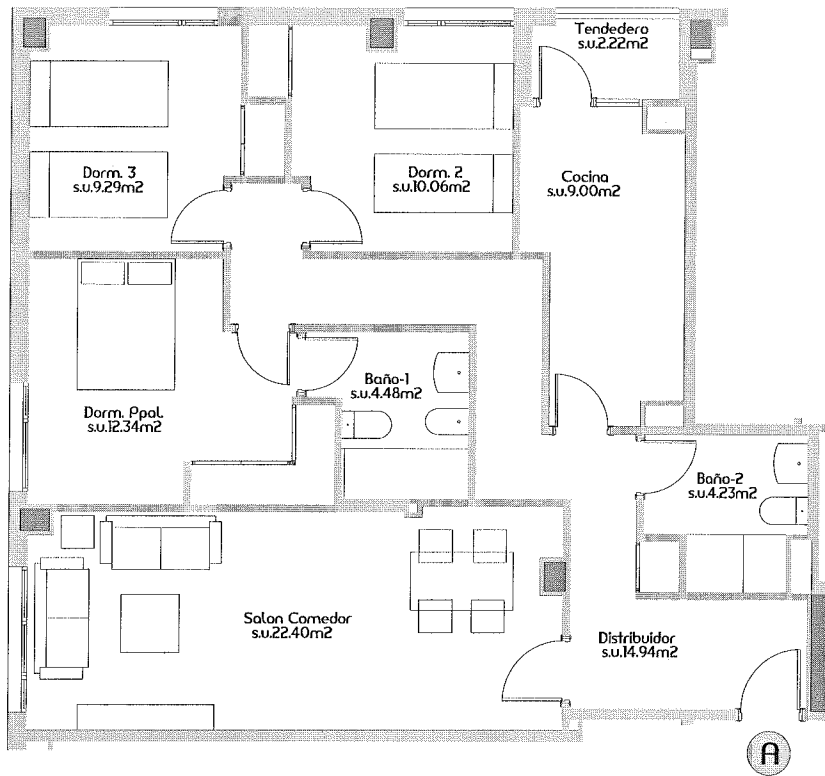 Tendedero
s.u.2.22m2
Dorm. 3
s.u.9.29m2
Dorm. 2
s.u.10.06m2
Cocina
s.u.9.00m2
Dorm. Ppal.
s.u.12.34m2
Baño-1
s.u.4.48m2
Baño-2
s.u.4.23m2
Salon Comedor
s.u.22.40m2
Distribuidor
s.u.14.94m2
A